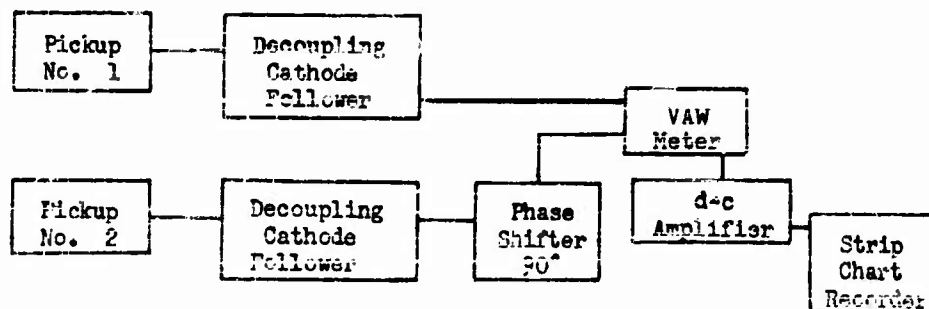 Pickup
No. 1
Decoupling
Cathode
Follower
VAW
Meter
Pickup
No. 2
Decoupling
Cathode
Follower
Phase
Shifter
90°
d-c
Amplifier
Strip
Chart
Recorder